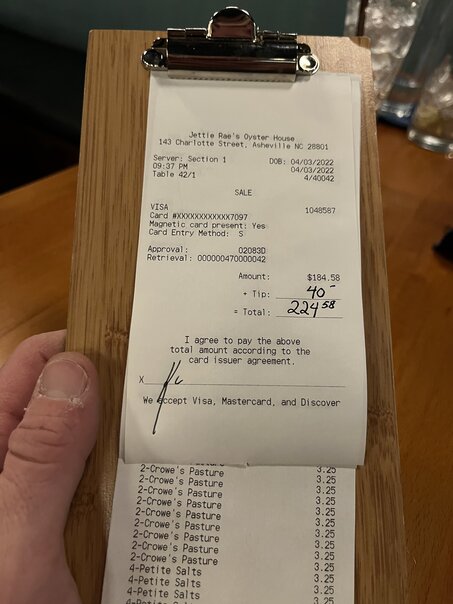 Jettie Rae's Oyster House
143 Charlotte Street, Asheville NC 28801
Server: Section 1 DOB: 04/03/2022
09:37 PM 04/03/2022
Table 42/1 4/40042
SALE
VISA 1048587
Card #XXXXXXXXXXXX7097
Magnetic card present: Yes
Card Entry Method: S
Approval: 02083D
Retrieval: 000000470000042
Amount: $184.58
+ Tip: 40-
= Total: 224 58
I agree to pay the above
total amount according to the
card issuer agreement.
X
We accept Visa, Mastercard, and Discover
2-Crowe's Pasture 3.25
2-Crowe's Pasture 3.25
2-Crowe's Pasture 3.25
2-Crowe's Pasture 3.25
2-Crowe's Pasture 3.25
2-Crowe's Pasture 3.25
2-Crowe's Pasture 3.25
2-Crowe's Pasture 3.25
2-Crowe's Pasture 3.25
4-Petite Salts 3.25
4-Petite Salts 3.25
4-Petite Salts 3.25